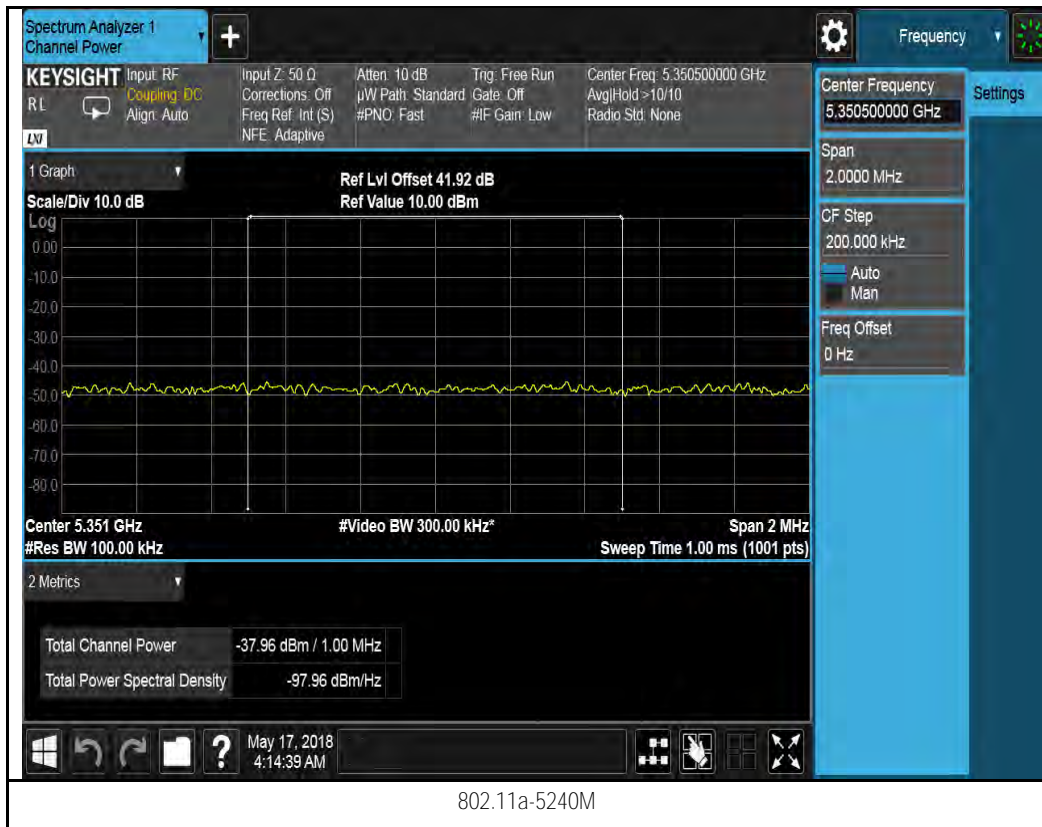 Spectrum Analyzer 1
Channel Power
+
Frequency
KEYSIGHT
RL
LXI
Input: RF
Coupling: DC
Align: Auto
Input Z: 50 Ω
Corrections: Off
Freq Ref: Int (S)
NFE: Adaptive
Atten: 10 dB
µW Path: Standard
#PNO: Fast
Trig: Free Run
Gate: Off
#IF Gain: Low
Center Freq: 5.350500000 GHz
Avg|Hold >10/10
Radio Std: None
Center Frequency
5.350500000 GHz
Settings
Span
2.0000 MHz
CF Step
200.000 kHz
Auto
Man
Freq Offset
0 Hz
1 Graph
Scale/Div 10.0 dB
Ref Lvl Offset 41.92 dB
Ref Value 10.00 dBm
Log
0.00
-10.0
-20.0
-30.0
-40.0
-50.0
-60.0
-70.0
-80.0
Center 5.351 GHz
#Video BW 300.00 kHz*
Span 2 MHz
#Res BW 100.00 kHz
Sweep Time 1.00 ms (1001 pts)
2 Metrics
Total Channel Power -37.96 dBm / 1.00 MHz
Total Power Spectral Density -97.96 dBm/Hz
?
May 17, 2018
4:14:39 AM
802.11a-5240M